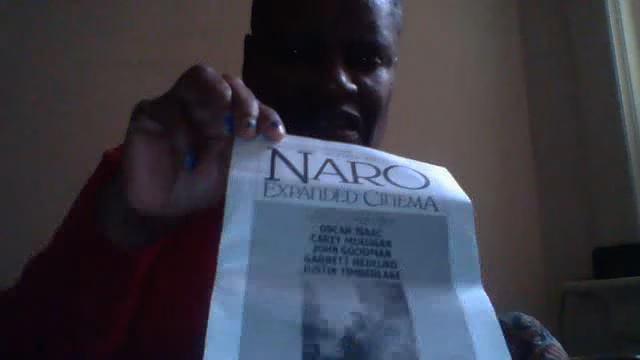 NARO
EXPANDED CINEMA
OSCAR ISAAC
CAREY MULLIGAN
JOHN GOODMAN
GARRETT HEDLUND
JUSTIN TIMBERLAKE